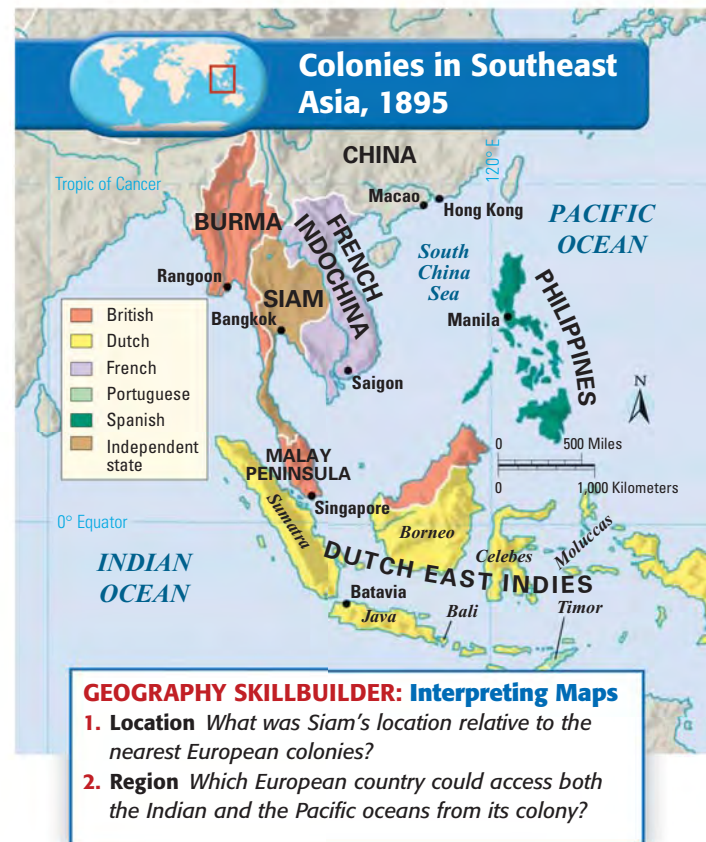 Colonies in Southeast
Asia, 1895
CHINA
120° E
Tropic of Cancer
Macao
Hong Kong
PACIFIC
OCEAN
BURMA
FRENCH
INDOCHINA
South
China
Sea
Rangoon
SIAM
PHILIPPINES
Bangkok
Manila
British
Dutch
French
Portuguese
Spanish
Independent
state
Saigon
N
0 500 Miles
0 1,000 Kilometers
MALAY
PENINSULA
Singapore
0° Equator
Sumatra
Borneo
Celebes
Moluccas
INDIAN
OCEAN
DUTCH EAST INDIES
Batavia
Java
Bali
Timor
GEOGRAPHY SKILLBUILDER: Interpreting Maps
1. Location What was Siam's location relative to the
nearest European colonies?
2. Region Which European country could access both
the Indian and the Pacific oceans from its colony?